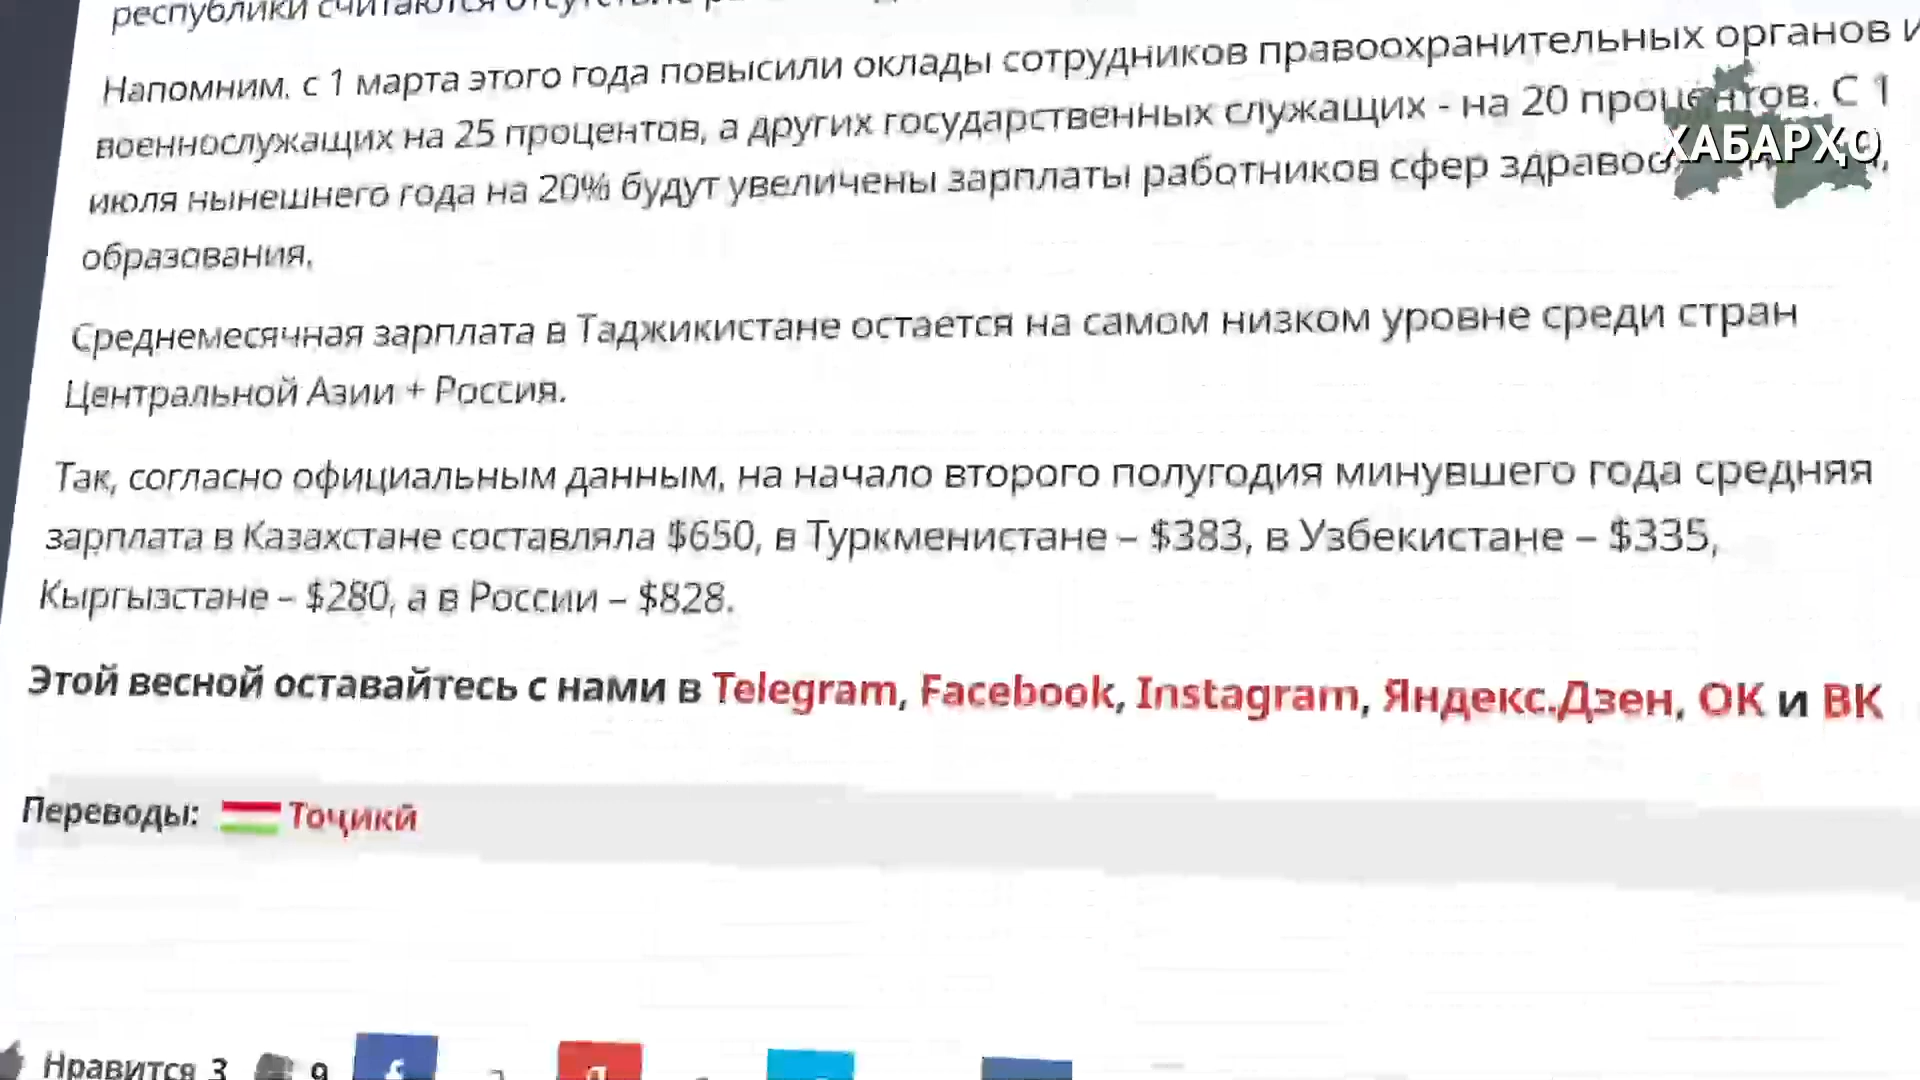 республики считаются отсутствие
Напомним, с 1 марта этого года повысили оклады сотрудников правоохранительных органов и
военнослужащих на 25 процентов, а других государственных служащих - на 20 процентов. С 1
июля нынешнего года на 20% будут увеличены зарплаты работников сфер
образования.
Среднемесячная зарплата в Таджикистане остается на самом низком уровне среди стран
Центральной Азии + Россия.
Так, согласно официальным данным, на начало второго полугодия минувшего года средняя
зарплата в Казахстане составляла $650, в Туркменистане – $383, в Узбекистане – $335,
Кыргызстане – $280, а в России – $828.
Этой весной оставайтесь с нами в Telegram, Facebook, Instagram, Яндекс.Дзен, OK и ВК
Переводы: Тоҷикӣ
Нравится 3 9
ХАБАРҲО